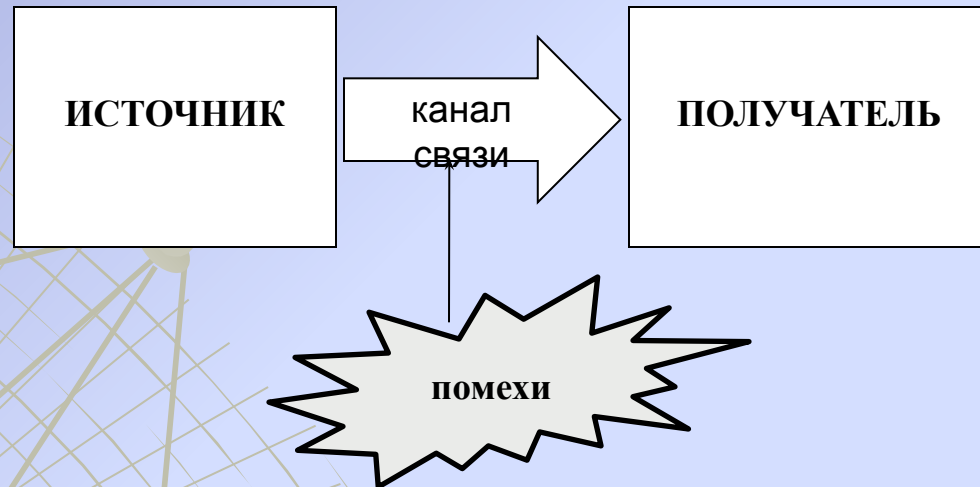 ИСТОЧНИК
канал
связи
ПОЛУЧАТЕЛЬ
помехи